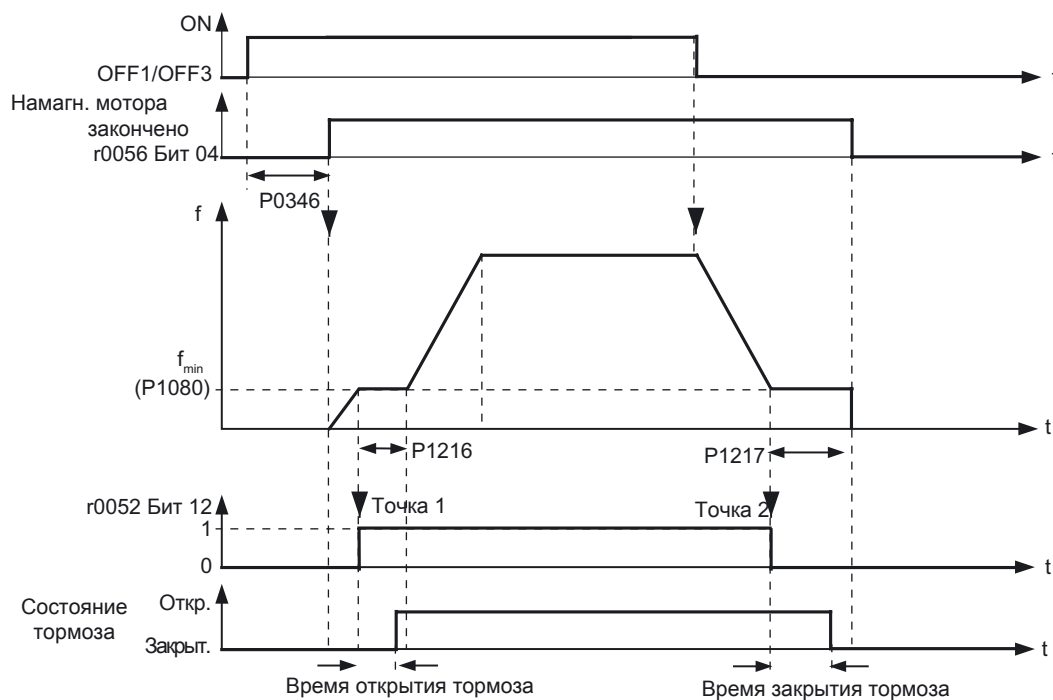 ON
OFF1/OFF3
t
Намагн. мотора
закончено
r0056 Бит 04
t
P0346
f
fmin
(P1080)
t
P1216
P1217
r0052 Бит 12
Точка 1
Точка 2
1
0
t
Состояние
тормоза
Откр.
Закрыт.
t
Время открытия тормоза
Время закрытия тормоза